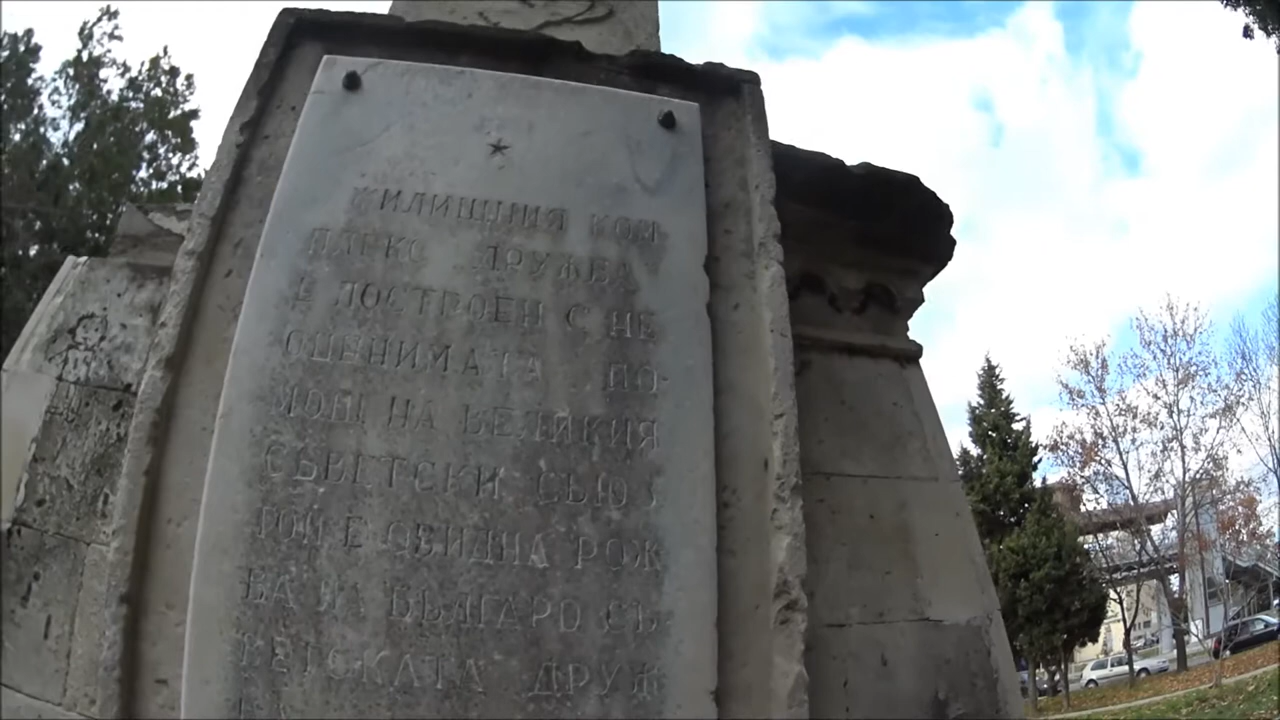 ЖИЛИЩНИЯ КОМ-
ПЛЕКС ДРУЖБА
Е ПОСТРОЕН С НЕ
ОЦЕНИМАТА ПО-
МОЩ НА ВЕЛИКИЯ
СЪВЕТСКИ СЪЮЗ
ТОЙ Е СВИДНА РОЖ
БА НА БЪЛГАРО СЪ-
ВЕТСКАТА ДРУЖ